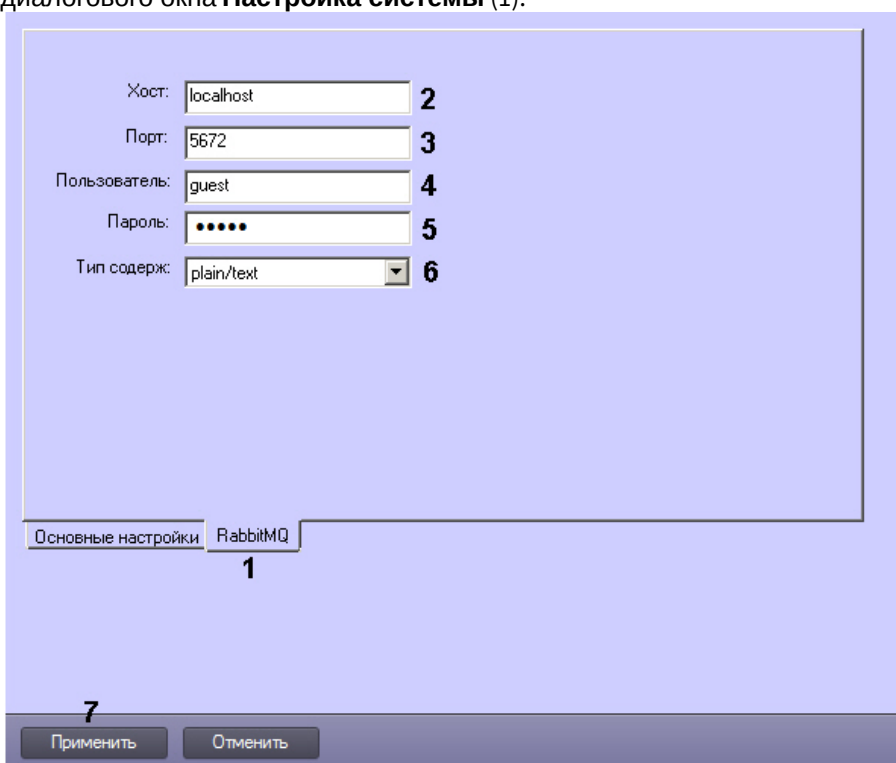 диалогового окна Настройка системы (1).
Хост: localhost 2
Порт: 5672 3
Пользователь: guest 4
Пароль: ••••• 5
Тип содерж: plain/text 6
Основные настройки RabbitMQ
1
7
Применить Отменить